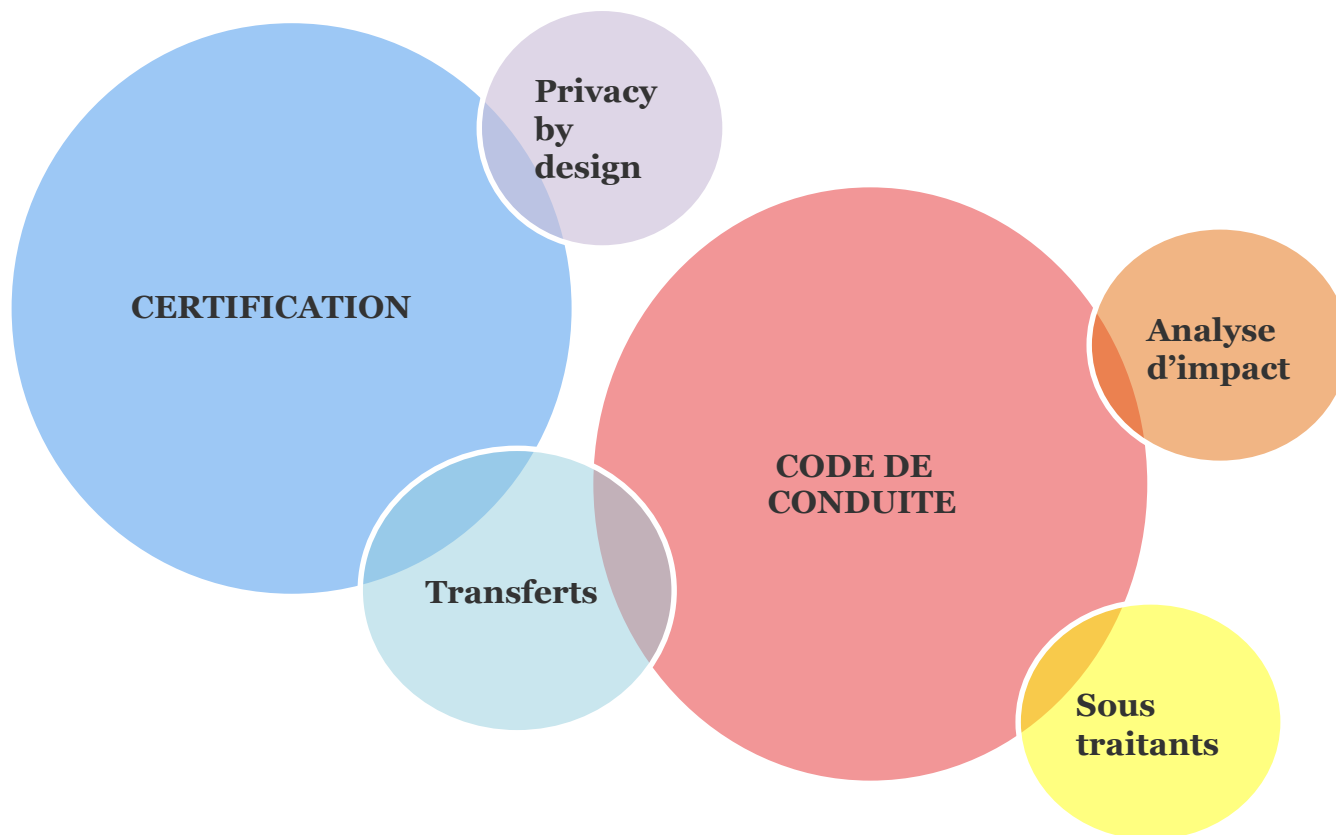 Privacy
by
design
CERTIFICATION
Analyse
d’impact
CODE DE
CONDUITE
Transferts
Sous
traitants